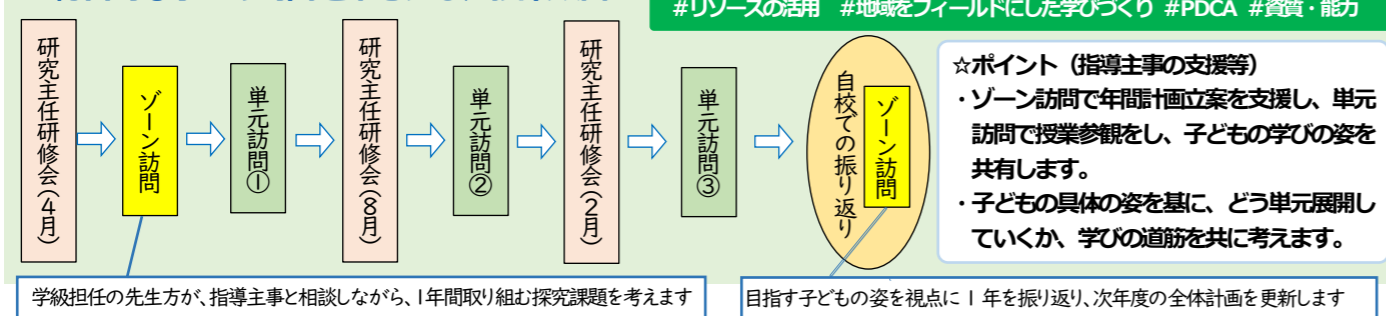 #リソースの活用 #地域をフィールドにした学びづくり #PDCA #資質・能力
研究主任研修会(4月)
ゾーン訪問
単元訪問①
研究主任研修会(8月)
単元訪問②
研究主任研修会(2月)
単元訪問③
自校での振り返り
ゾーン訪問
☆ポイント（指導主事の支援等）
・ゾーン訪問で年間計画立案を支援し、単元
訪問で授業参観をし、子どもの学びの姿を
共有します。
・子どもの具体の姿を基に、どう単元展開し
ていくか、学びの道筋を共に考えます。
学級担任の先生方が、指導主事と相談しながら、1年間取り組む探究課題を考えます
目指す子どもの姿を視点に1年を振り返り、次年度の全体計画を更新します